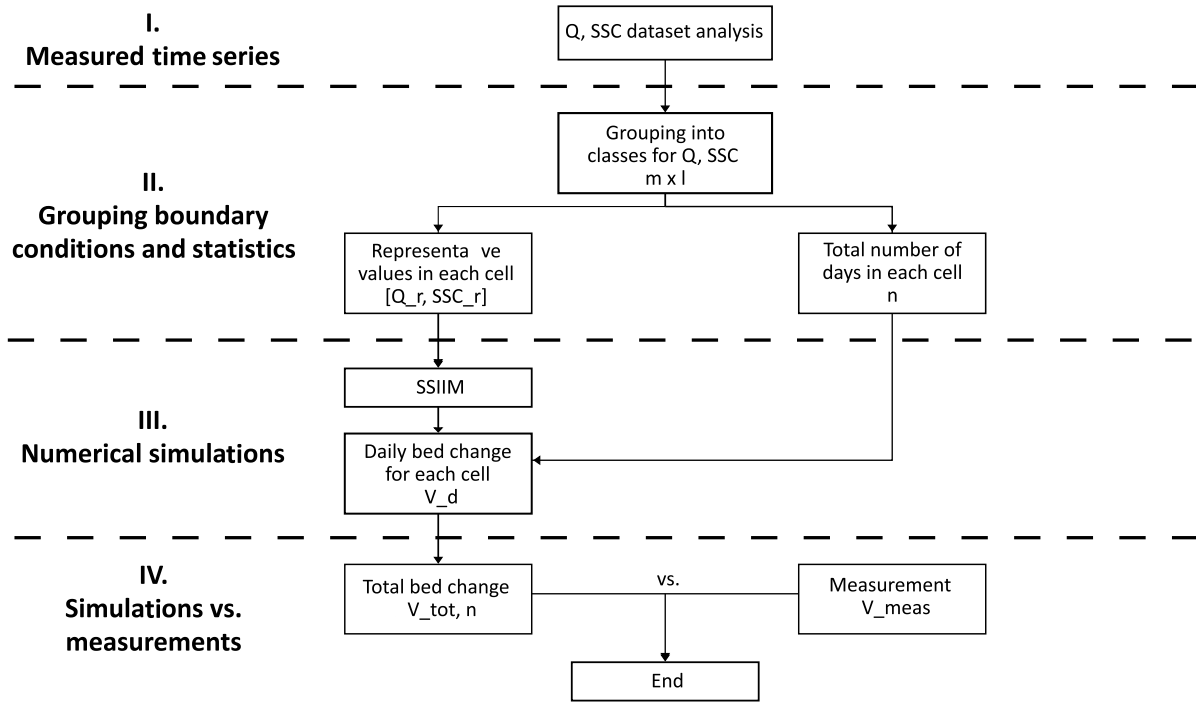 I.
Measured time series
Q, SSC dataset analysis
II.
Grouping boundary
conditions and statistics
Grouping into
classes for Q, SSC
m x l
Representa ve
values in each cell
[Q_r, SSC_r]
Total number of
days in each cell
n
III.
Numerical simulations
SSIIM
Daily bed change
for each cell
V_d
IV.
Simulations vs.
measurements
Total bed change
V_tot, n
vs.
Measurement
V_meas
End